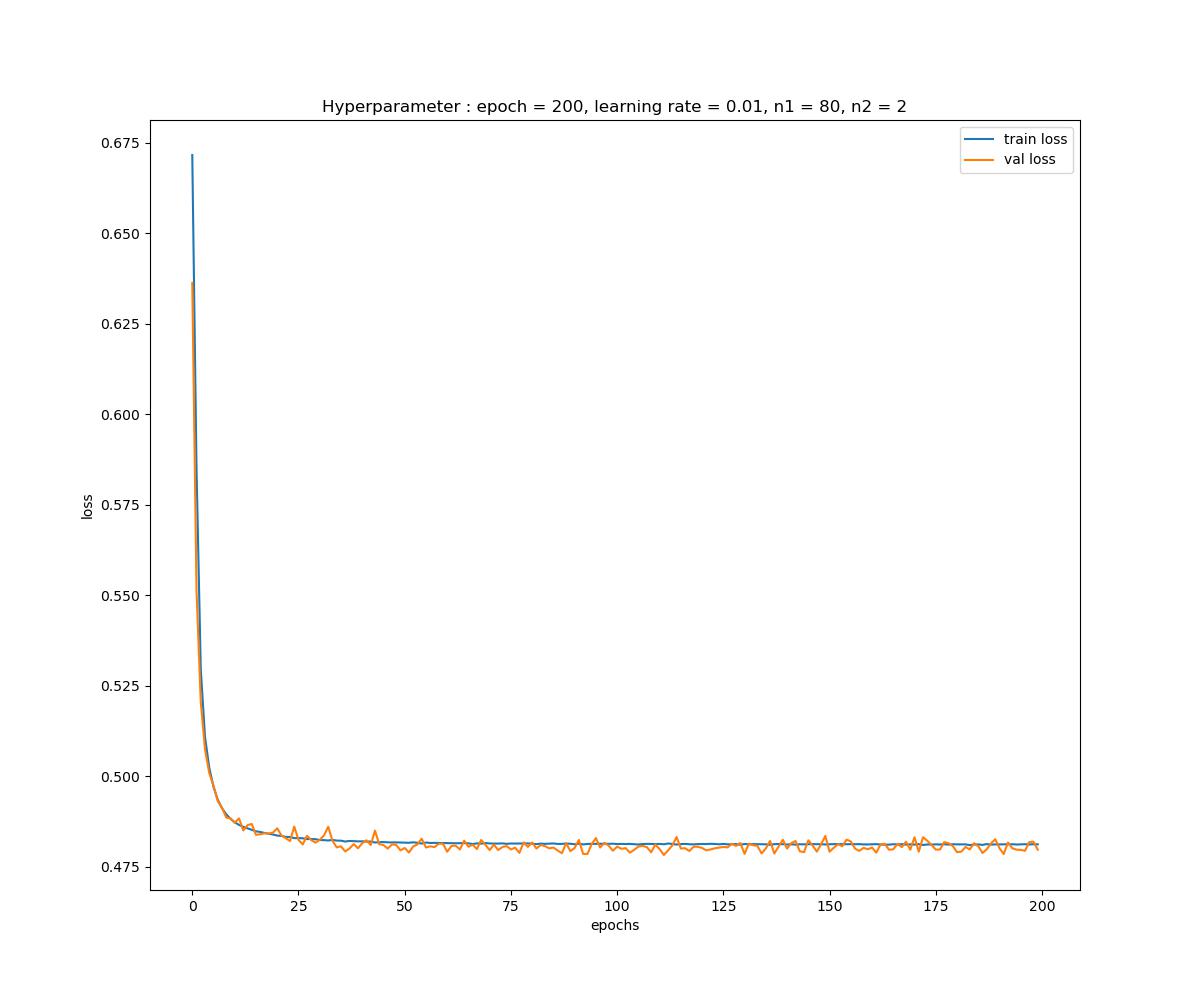 Hyperparameter : epoch = 200, learning rate = 0.01, n1 = 80, n2 = 2
train loss
val loss
0.675
0.650
0.625
0.600
0.575
0.550
0.525
0.500
0.475
loss
0 25 50 75 100 125 150 175 200
epochs